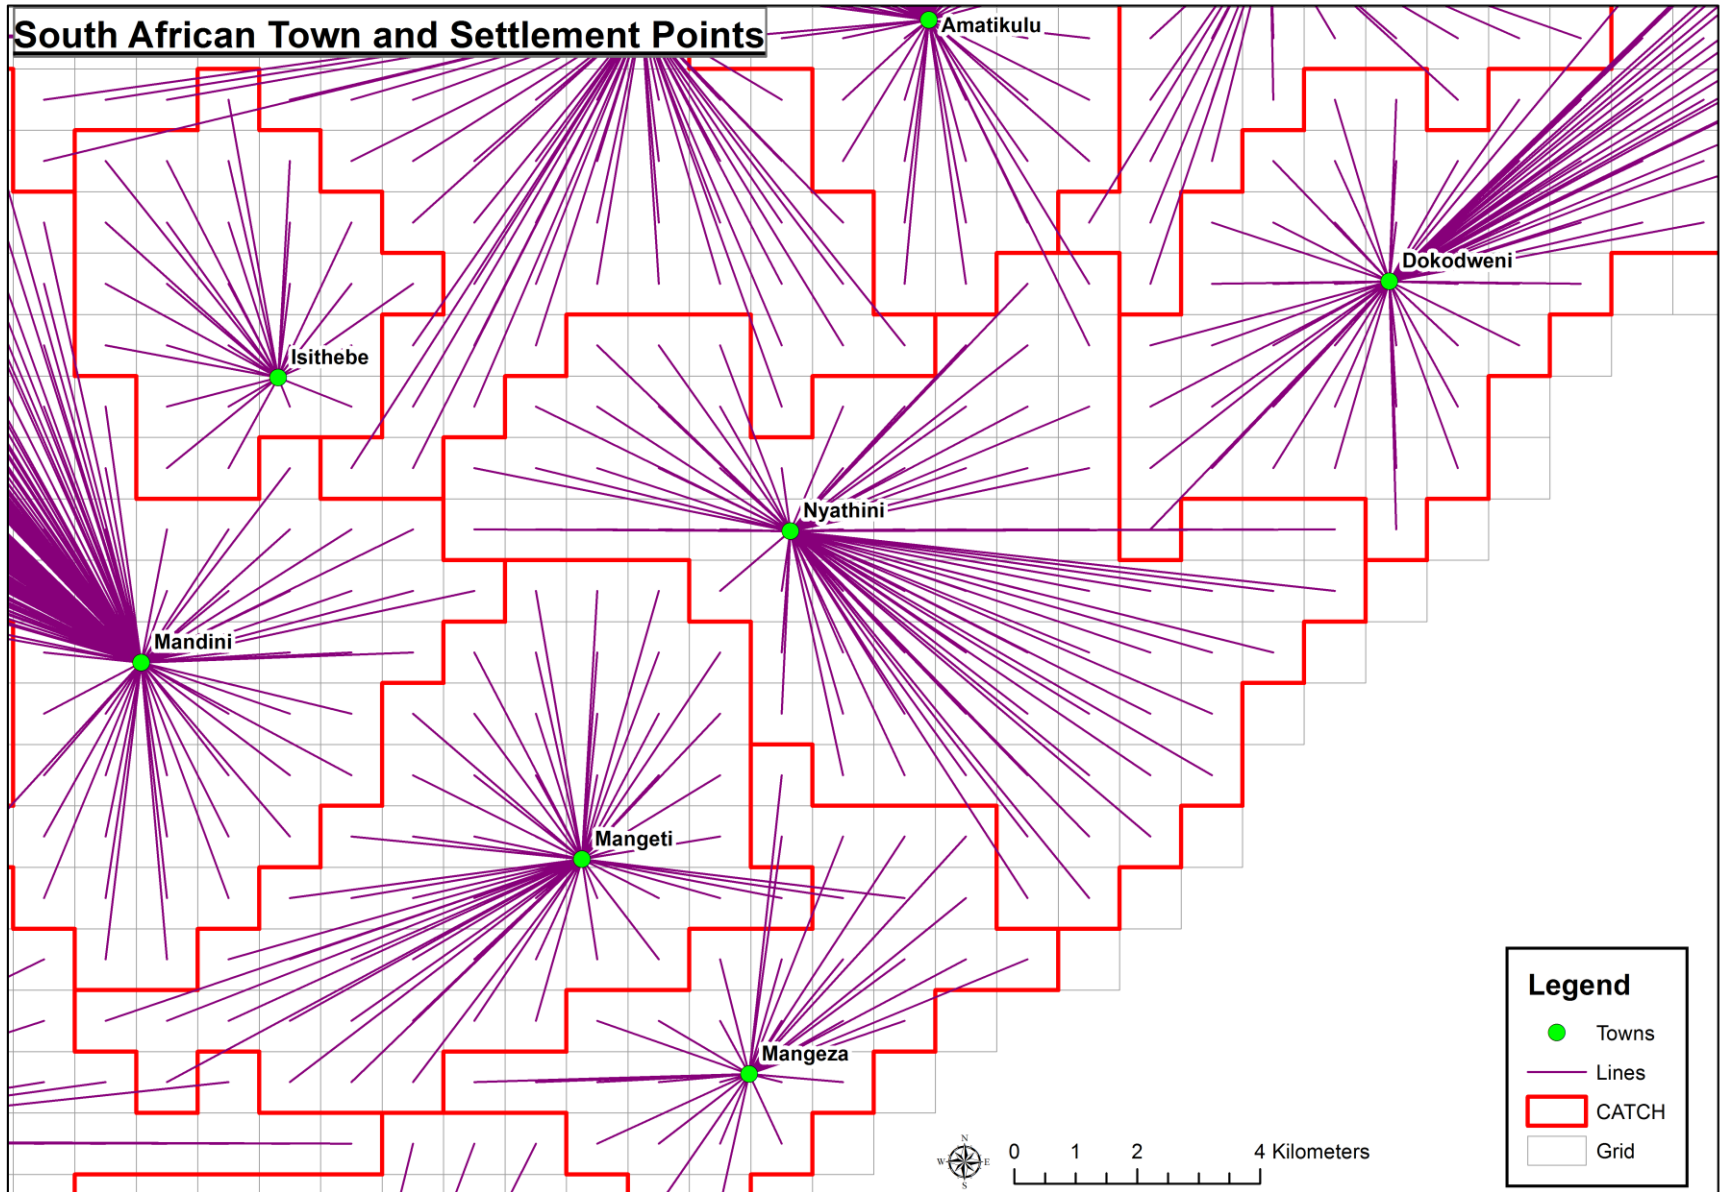 South African Town and Settlement Points
Amatikulu
Dokodweni
Isithebe
Nyathini
Mandini
Mangeti
Mangeza
Legend
Towns
Lines
CATCH
Grid
N
W E
S
0 1 2 4 Kilometers